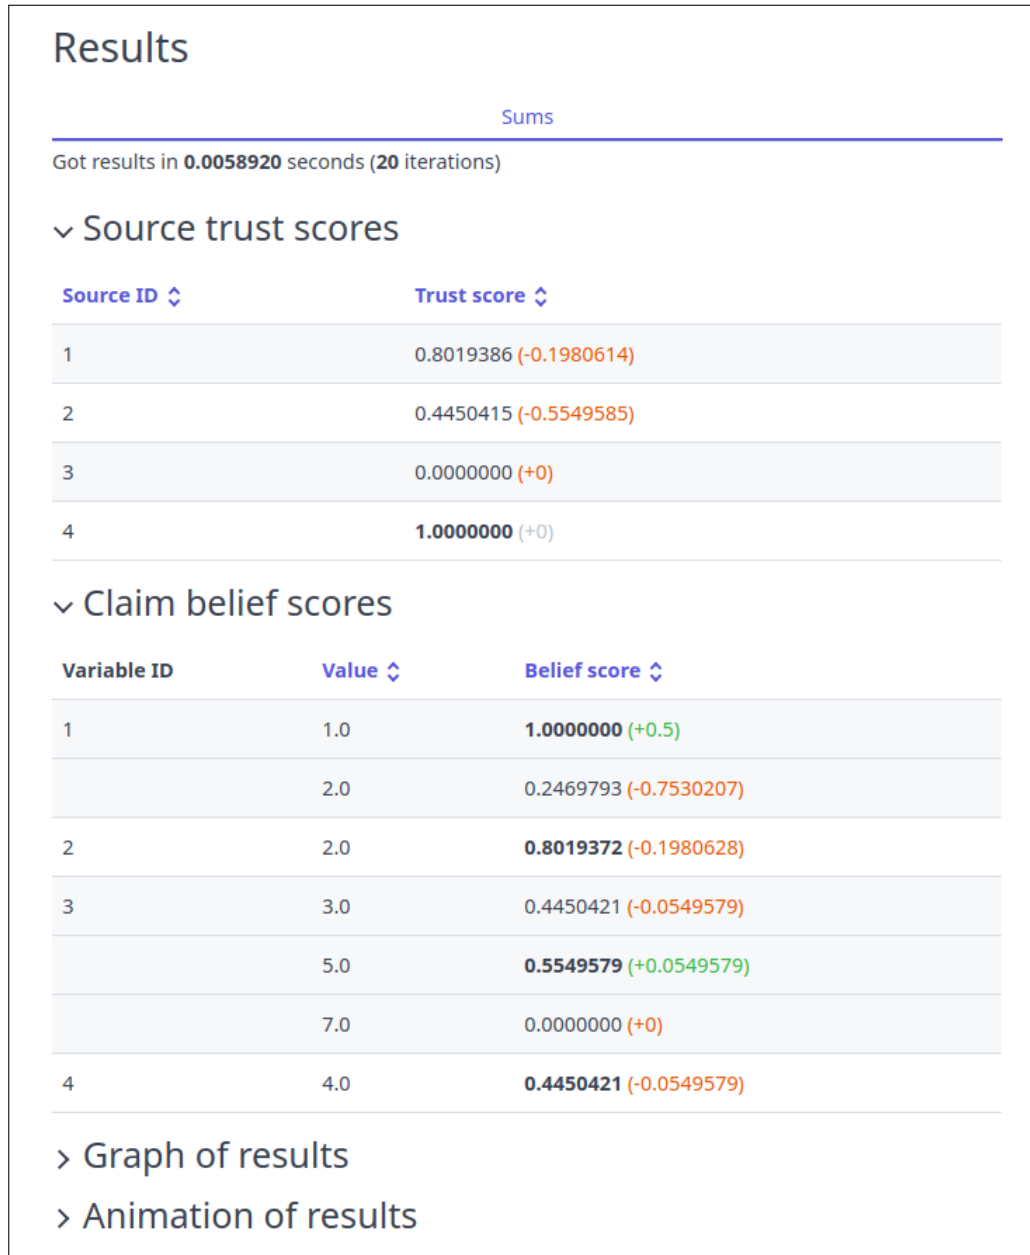 Results
Sums
Got results in 0.0058920 seconds (20 iterations)
Source trust scores
Source ID Trust score
1 0.8019386 (-0.1980614)
2 0.4450415 (-0.5549585)
3 0.0000000 (+0)
4 1.0000000 (+0)
Claim belief scores
Variable ID Value Belief score
1 1.0 1.0000000 (+0.5)
2.0 0.2469793 (-0.7530207)
2 2.0 0.8019372 (-0.1980628)
3 3.0 0.4450421 (-0.0549579)
5.0 0.5549579 (+0.0549579)
7.0 0.0000000 (+0)
4 4.0 0.4450421 (-0.0549579)
Graph of results
Animation of results